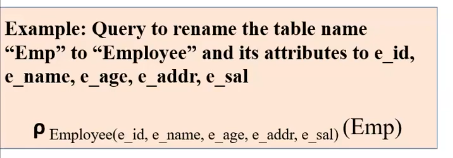 Example: Query to rename the table name
“Emp” to “Employee” and its attributes to e_id,
e_name, e_age, e_addr, e_sal
ρ Employee(e_id, e_name, e_age, e_addr, e_sal) (Emp)